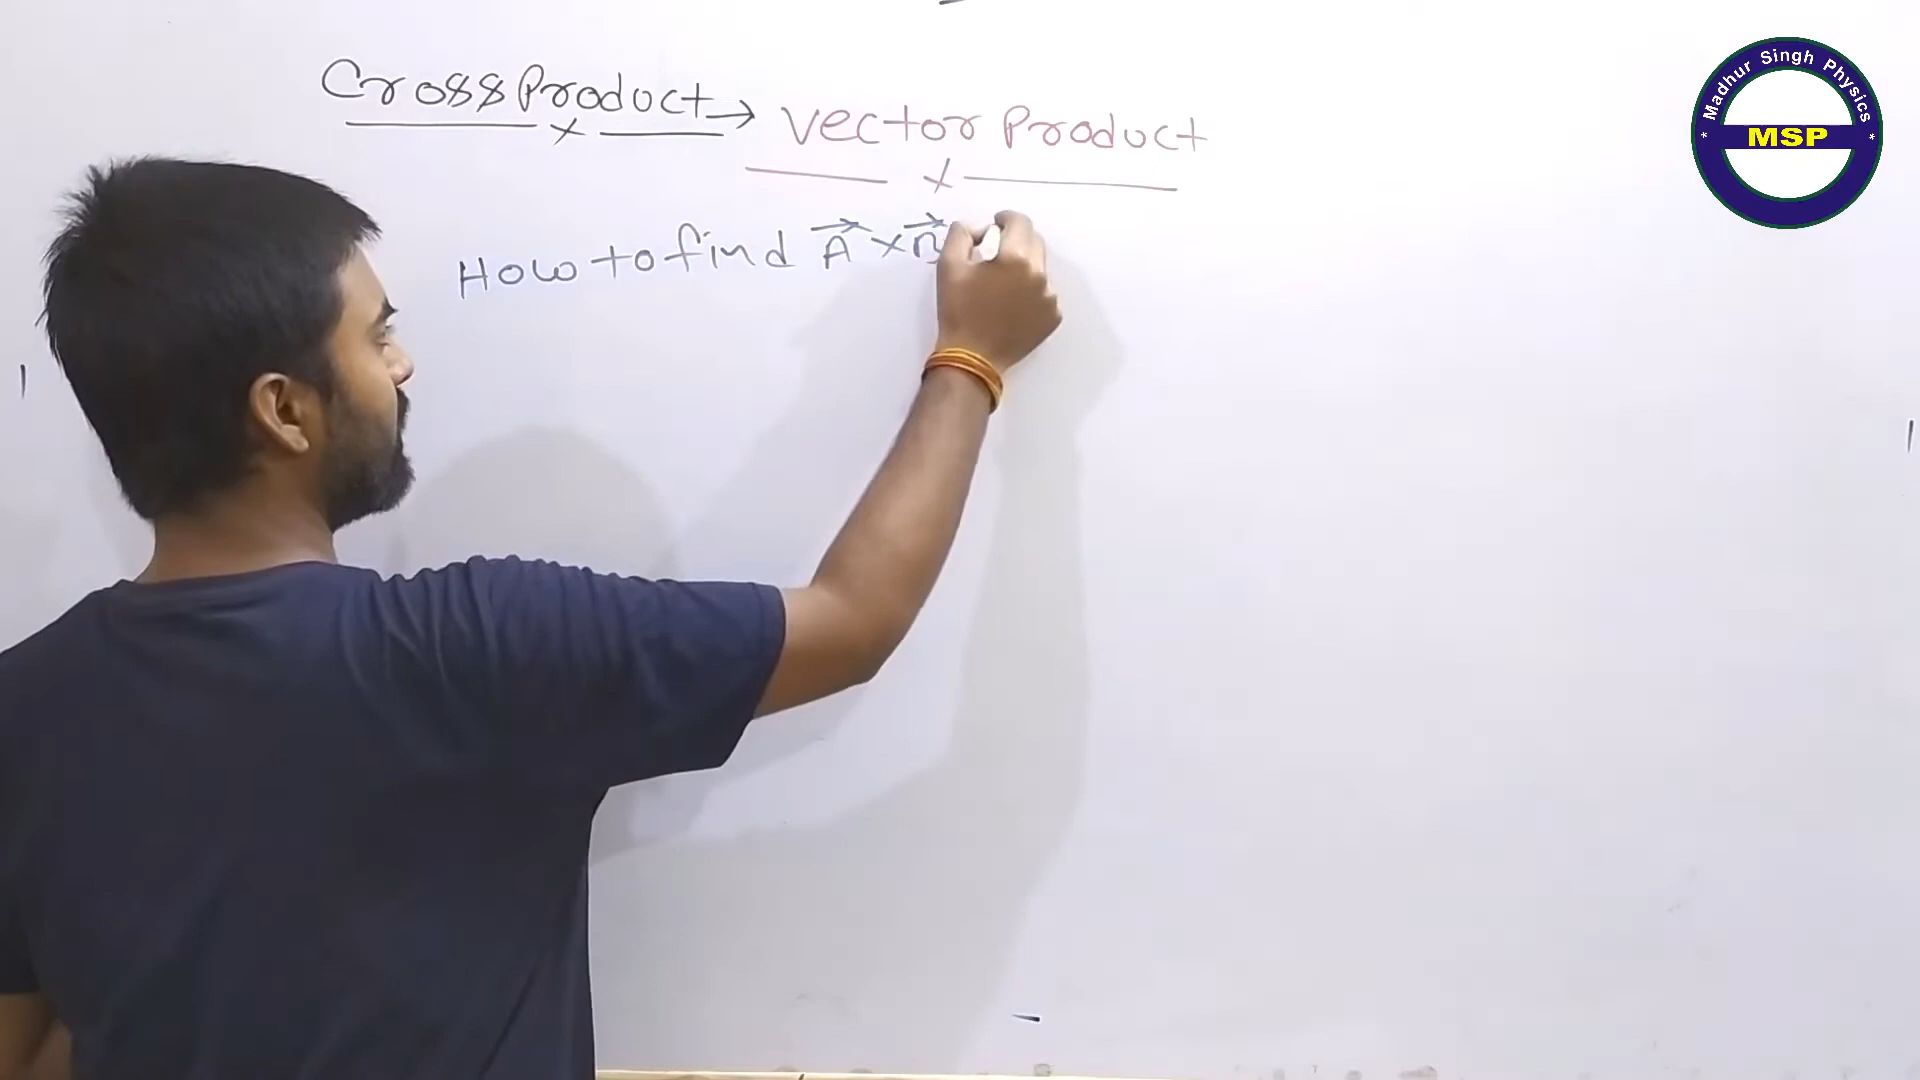 Cross Product → Vector Product
How to find A⃗ × B⃗
* Madhur Singh Physics *
MSP